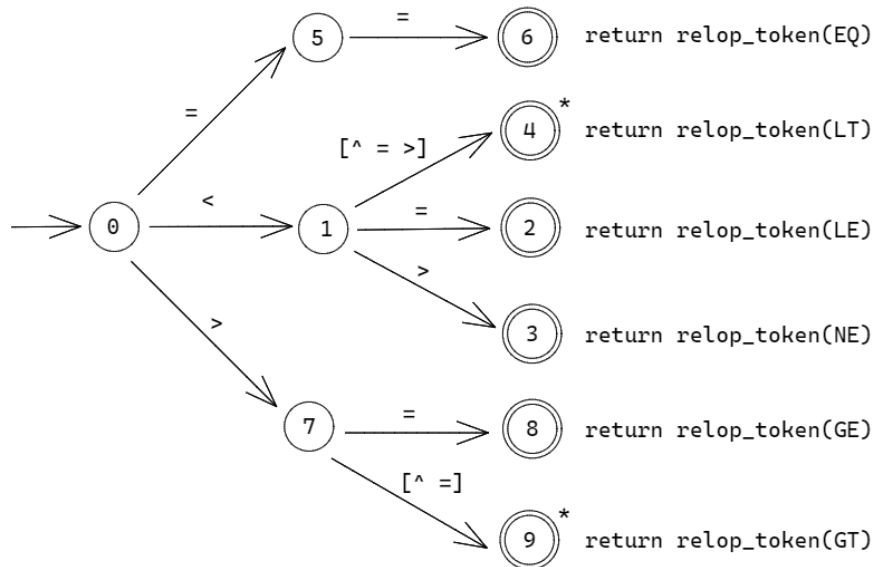 = 5 = 6 return relop_token(EQ)
[^ = >] 4 * return relop_token(LT)
0 < 1 = 2 return relop_token(LE)
> 3 return relop_token(NE)
> 7 = 8 return relop_token(GE)
[^ =] 9 * return relop_token(GT)